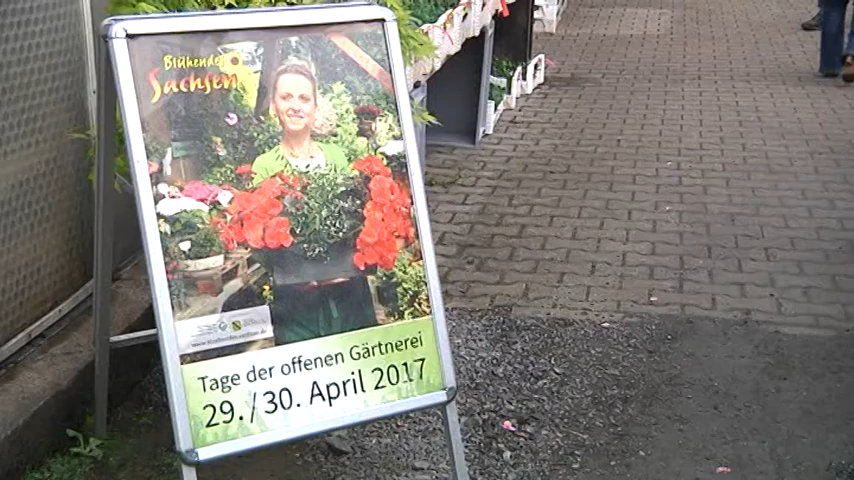 Blühendes
Sachsen
Tage der offenen Gärtnerei
29./30. April 2017